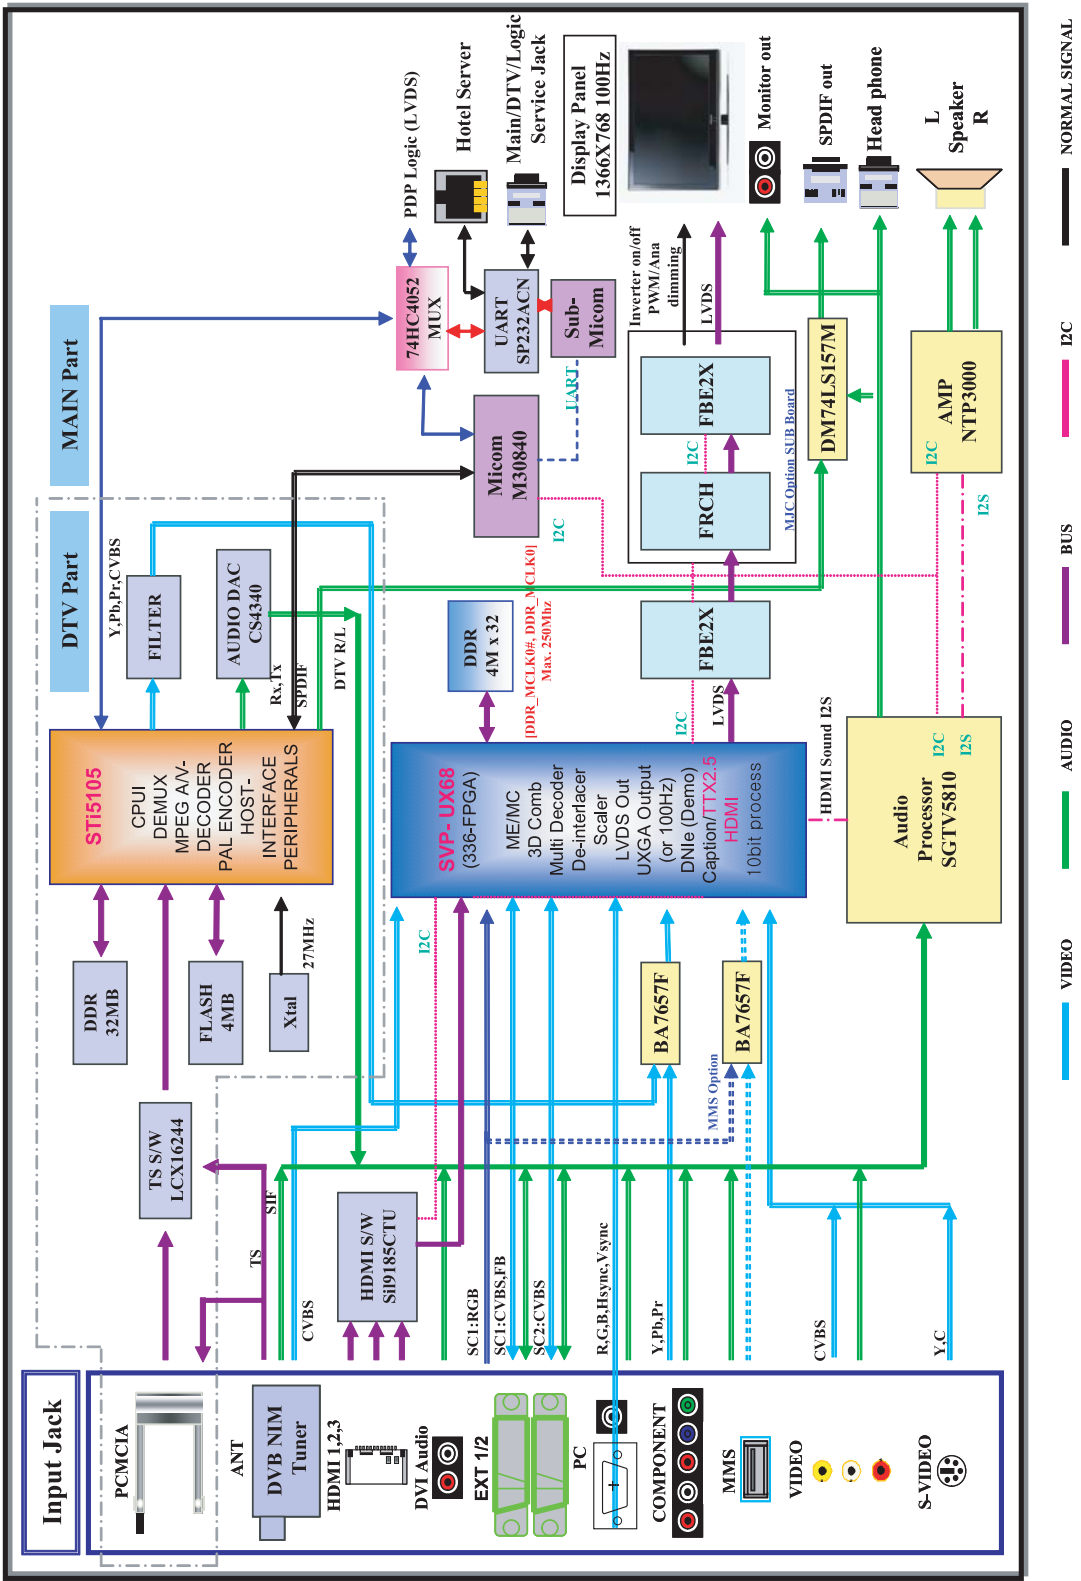 Input Jack
PCMCIA
ANT
DVB NIM
Tuner
HDMI 1,2,3
DVI Audio
EXT 1/2
PC
COMPONENT
MMS
VIDEO
S-VIDEO
DTV Part
MAIN Part
DDR
32MB
FLASH
4MB
Xtal
27MHz
TS S/W
LCX16244
TS
SIF
CVBS
HDMI S/W
Sil9185CTU
SC1:RGB
SC1:CVBS,FB
SC2:CVBS
R,G,B,Hsync,Vsync
Y,Pb,Pr
CVBS
Y,C
MMS Option
BA7657F
BA7657F
I2C
STi5105
CPUI
DEMUX
MPEG A/V-
DECODER
PAL ENCODER
HOST-
INTERFACE
PERIPHERALS
Y,Pb,Pr,CVBS
FILTER
AUDIO DAC
CS4340
Rx,Tx
SPDIF
DTV R/L
SVP- UX68
(336-FPGA)
ME/MC
3D Comb
Multi Decoder
De-interlacer
Scaler
LVDS Out
UXGA Output
(or 100Hz)
DNIe (Demo)
Caption/TTX2.5
HDMI
10bit process
DDR
4M x 32
[DDR_MCLK0#, DDR_MCLK0]
Max. 250Mhz
I2C
Micom
M30840
UART
74HC4052
MUX
UART
SP232ACN
Sub-
Micom
PDP Logic (LVDS)
Hotel Server
Main/DTV/Logic
Service Jack
Display Panel
1366X768 100Hz
I2C
LVDS
FBE2X
FRCH
I2C
FBE2X
MJC Option SUB Board
Inverter on/off
PWM/Ana
dimming
LVDS
HDMI Sound I2S
Audio
Processor
SGTV5810
I2C
I2S
DM74LS157M
AMP
NTP3000
I2C
I2S
Monitor out
SPDIF out
Head phone
L
Speaker
R
VIDEO
AUDIO
BUS
I2C
NORMAL SIGNAL